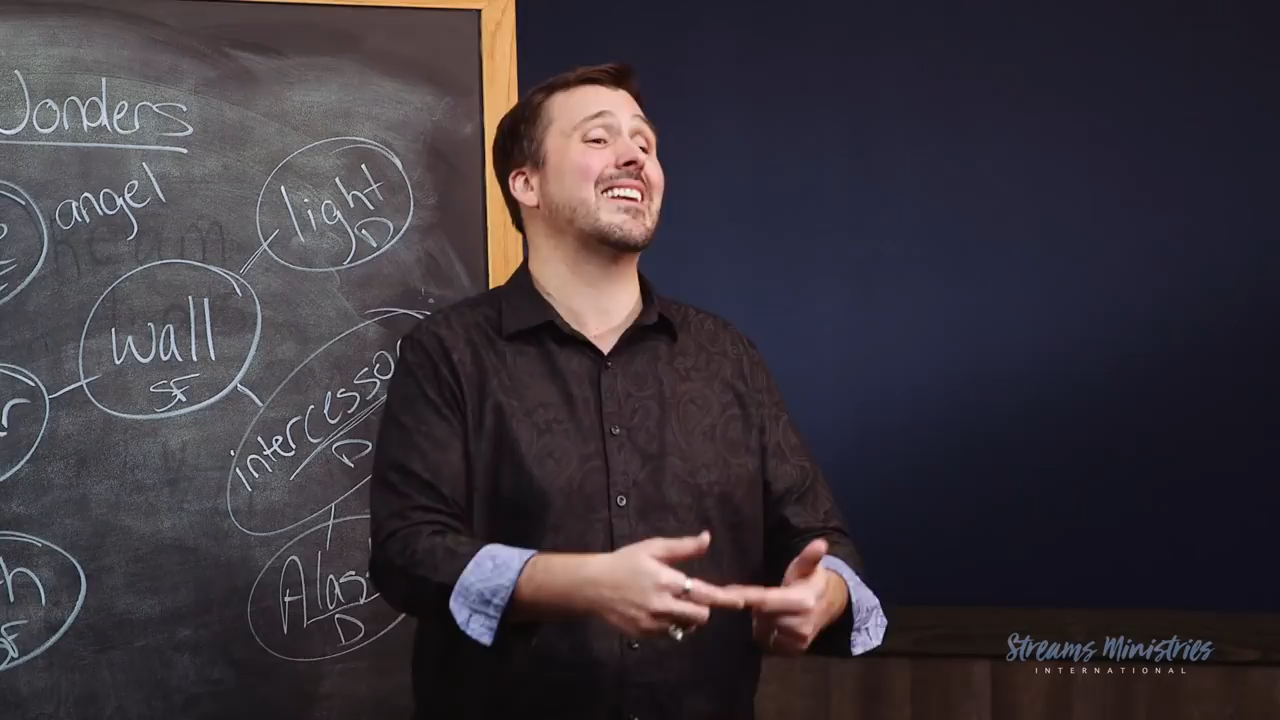 Wonders
angel
light
D
wall
SF
intercesso
D
Alas
D
h
SF
r
Streams Ministries
INTERNATIONAL